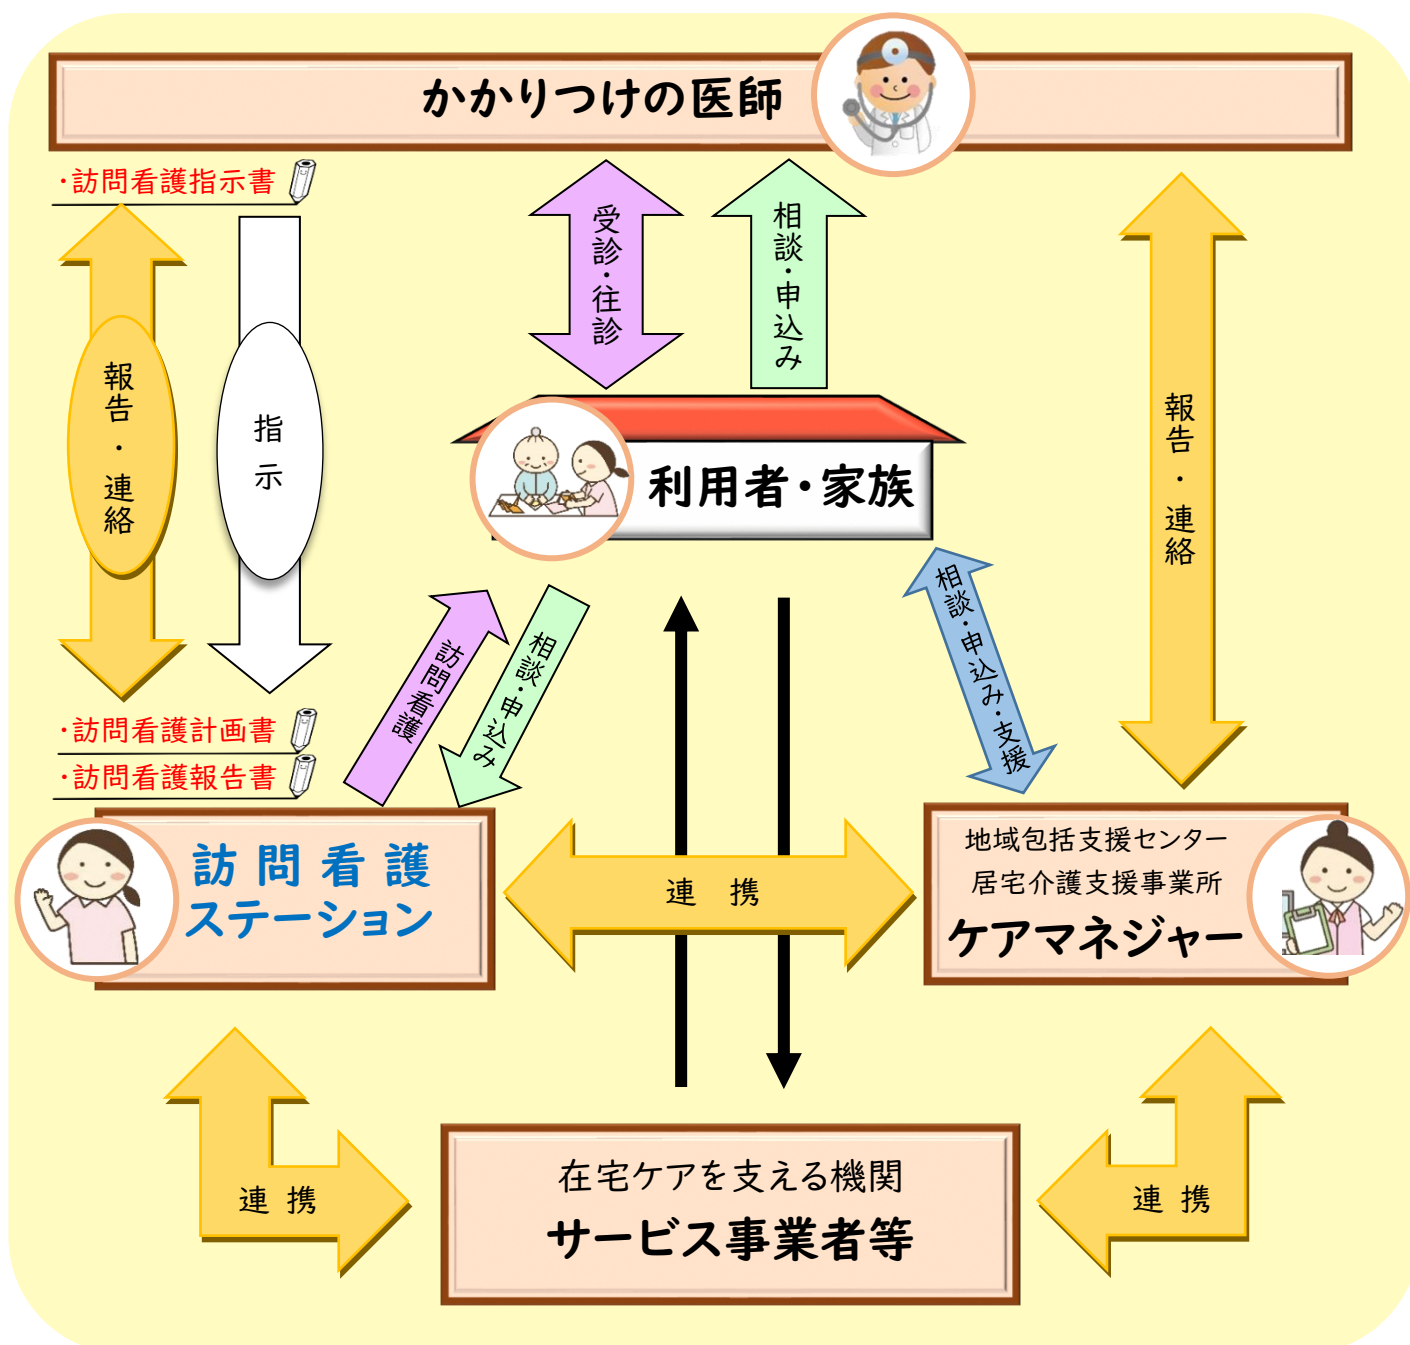 かかりつけの医師
・訪問看護指示書
受診・往診
相談・申込み
報告・連絡
指示
報告・連絡
利用者・家族
訪問看護
相談・申込み
相談・申込み・支援
・訪問看護計画書
・訪問看護報告書
訪問看護
ステーション
連携
地域包括支援センター
居宅介護支援事業所
ケアマネジャー
連携
連携
在宅ケアを支える機関
サービス事業者等